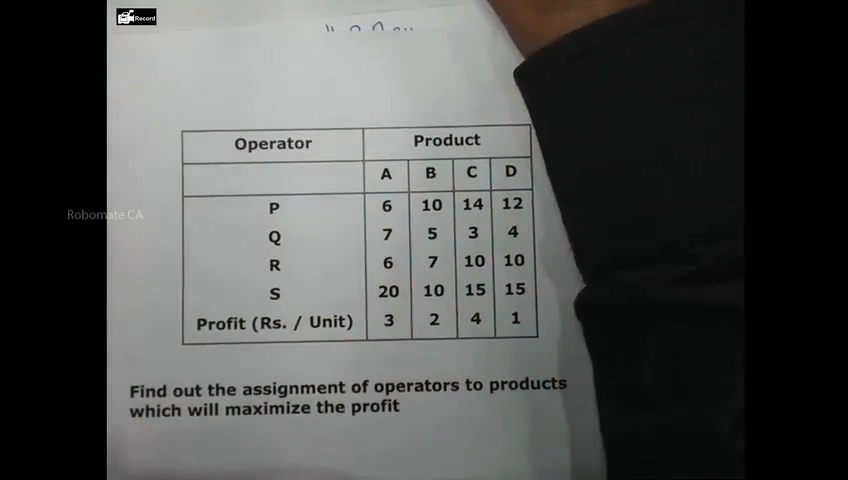 Record
Operator Product
A B C D
P 6 10 14 12
Q 7 5 3 4
R 6 7 10 10
S 20 10 15 15
Profit (Rs. / Unit) 3 2 4 1
Robomate CA
Find out the assignment of operators to products
which will maximize the profit